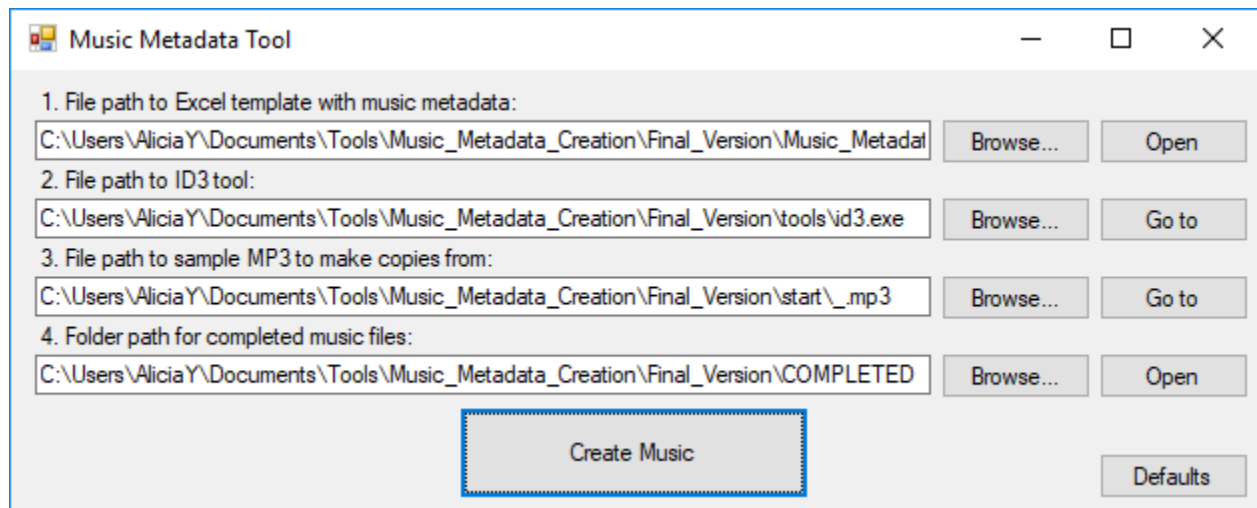 Music Metadata Tool
1. File path to Excel template with music metadata:
C:\Users\AliciaY\Documents\Tools\Music_Metadata_Creation\Final_Version\Music_Metadat Browse... Open
2. File path to ID3 tool:
C:\Users\AliciaY\Documents\Tools\Music_Metadata_Creation\Final_Version\tools\id3.exe Browse... Go to
3. File path to sample MP3 to make copies from:
C:\Users\AliciaY\Documents\Tools\Music_Metadata_Creation\Final_Version\start\_.mp3 Browse... Go to
4. Folder path for completed music files:
C:\Users\AliciaY\Documents\Tools\Music_Metadata_Creation\Final_Version\COMPLETED Browse... Open
Create Music
Defaults